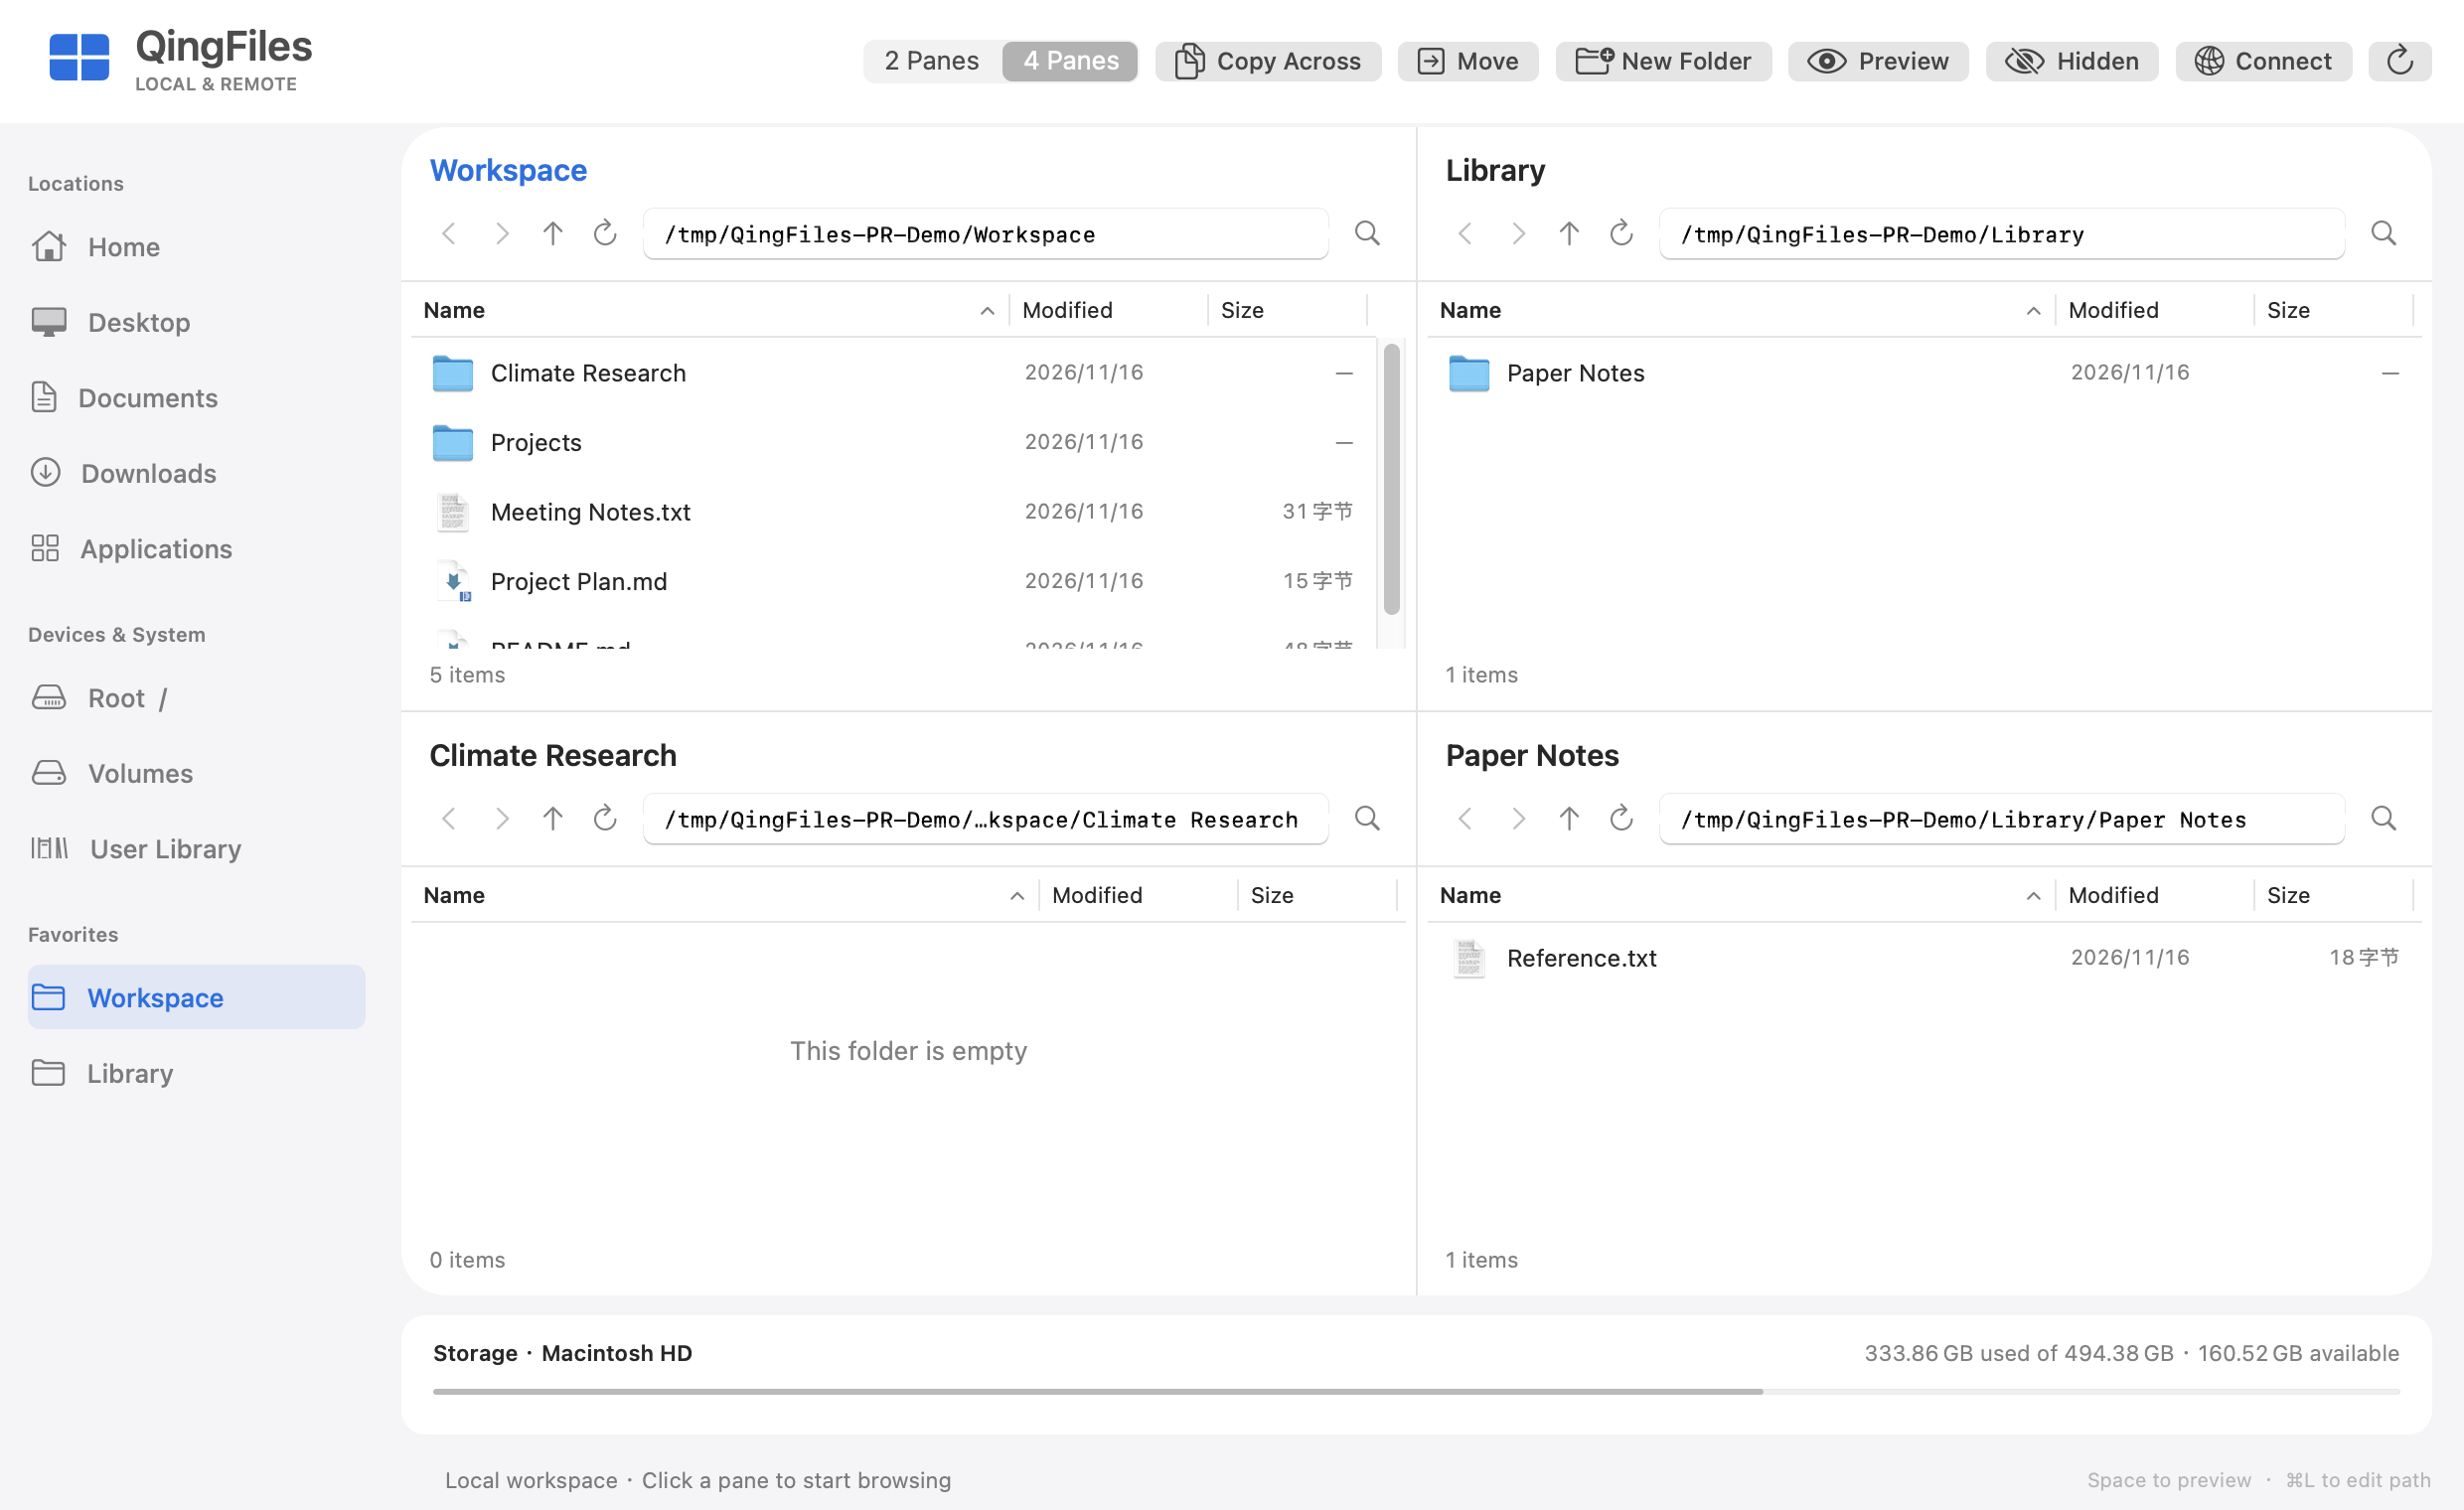 QingFiles
LOCAL & REMOTE
2 Panes 4 Panes Copy Across Move New Folder Preview Hidden Connect
Locations
Home
Desktop
Documents
Downloads
Applications
Devices & System
Root /
Volumes
User Library
Favorites
Workspace
Library
Workspace
/tmp/QingFiles-PR-Demo/Workspace
Name Modified Size
Climate Research 2026/11/16 —
Projects 2026/11/16 —
Meeting Notes.txt 2026/11/16 31 字节
Project Plan.md 2026/11/16 15 字节
README.md 2026/11/16 48 字节
5 items
Library
/tmp/QingFiles-PR-Demo/Library
Name Modified Size
Paper Notes 2026/11/16 —
1 items
Climate Research
/tmp/QingFiles-PR-Demo/…kspace/Climate Research
Name Modified Size
This folder is empty
0 items
Paper Notes
/tmp/QingFiles-PR-Demo/Library/Paper Notes
Name Modified Size
Reference.txt 2026/11/16 18 字节
1 items
Storage · Macintosh HD
333.86 GB used of 494.38 GB · 160.52 GB available
Local workspace · Click a pane to start browsing
Space to preview · ⌘L to edit path